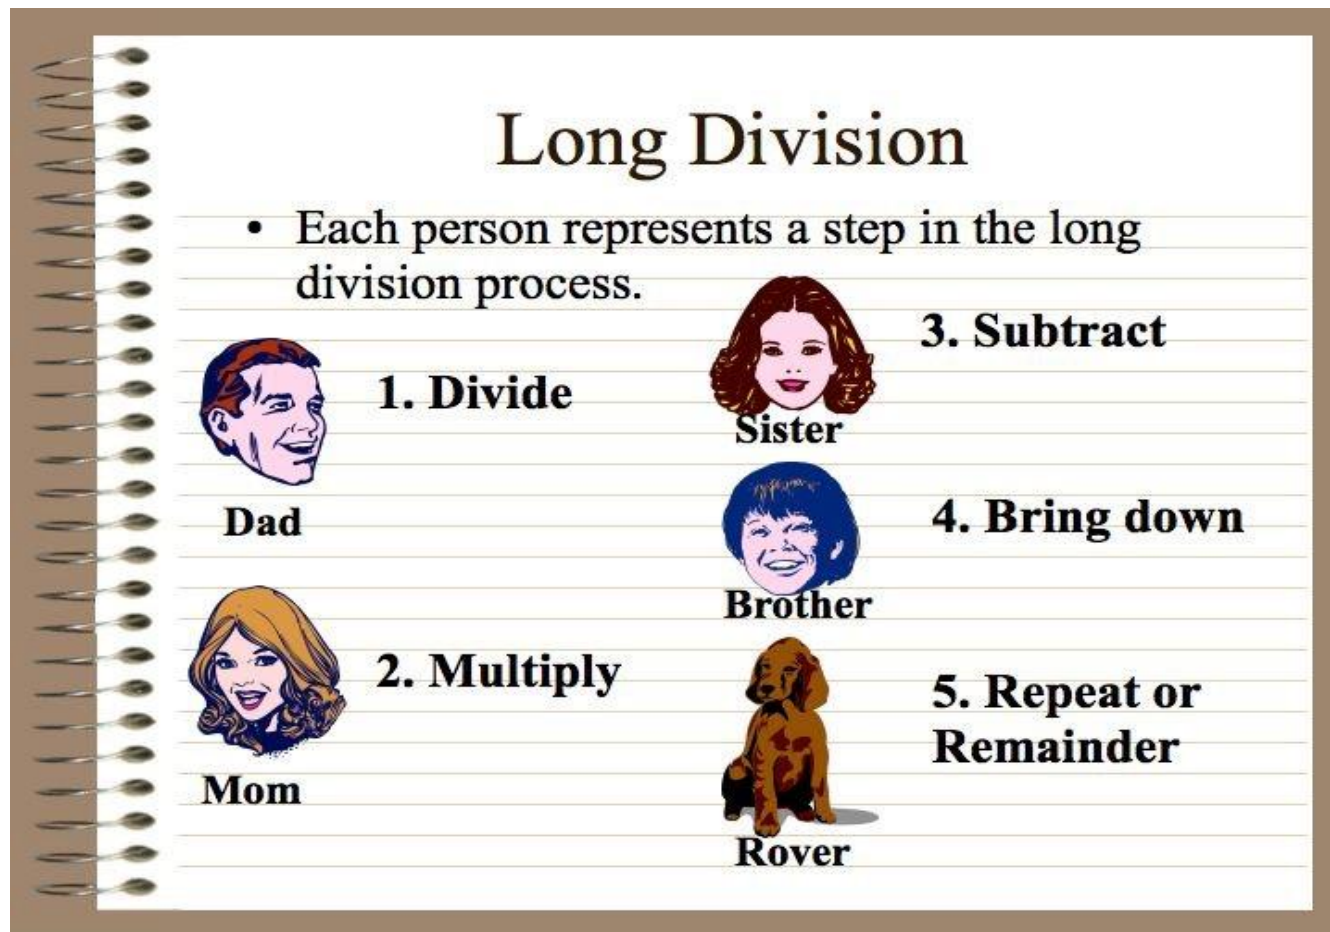 Long Division
• Each person represents a step in the long
division process.
1. Divide
Dad
2. Multiply
Mom
3. Subtract
Sister
4. Bring down
Brother
5. Repeat or
Remainder
Rover